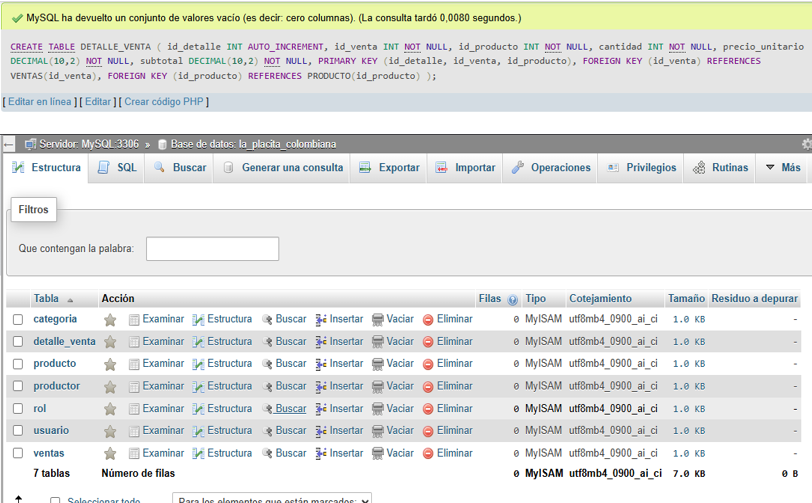 MySQL ha devuelto un conjunto de valores vacío (es decir: cero columnas). (La consulta tardó 0,0080 segundos.)
CREATE TABLE DETALLE_VENTA ( id_detalle INT AUTO_INCREMENT, id_venta INT NOT NULL, id_producto INT NOT NULL, cantidad INT NOT NULL, precio_unitario
DECIMAL(10,2) NOT NULL, subtotal DECIMAL(10,2) NOT NULL, PRIMARY KEY (id_detalle, id_venta, id_producto), FOREIGN KEY (id_venta) REFERENCES
VENTAS(id_venta), FOREIGN KEY (id_producto) REFERENCES PRODUCTO(id_producto) );
[ Editar en línea ] [ Editar ] [ Crear código PHP ]
Servidor: MySQL:3306 » Base de datos: la_placita_colombiana
Estructura SQL Buscar Generar una consulta Exportar Importar Operaciones Privilegios Rutinas Más
Filtros
Que contengan la palabra:
Tabla Acción Filas Tipo Cotejamiento Tamaño Residuo a depurar
categoria Examinar Estructura Buscar Insertar Vaciar Eliminar 0 MyISAM utf8mb4_0900_ai_ci 1.0 KB -
detalle_venta Examinar Estructura Buscar Insertar Vaciar Eliminar 0 MyISAM utf8mb4_0900_ai_ci 1.0 KB -
producto Examinar Estructura Buscar Insertar Vaciar Eliminar 0 MyISAM utf8mb4_0900_ai_ci 1.0 KB -
productor Examinar Estructura Buscar Insertar Vaciar Eliminar 0 MyISAM utf8mb4_0900_ai_ci 1.0 KB -
rol Examinar Estructura Buscar Insertar Vaciar Eliminar 0 MyISAM utf8mb4_0900_ai_ci 1.0 KB -
usuario Examinar Estructura Buscar Insertar Vaciar Eliminar 0 MyISAM utf8mb4_0900_ai_ci 1.0 KB -
ventas Examinar Estructura Buscar Insertar Vaciar Eliminar 0 MyISAM utf8mb4_0900_ai_ci 1.0 KB -
7 tablas Número de filas 0 MyISAM utf8mb4_0900_ai_ci 7.0 KB 0 B
Seleccionar todo Para los elementos que están marcados: